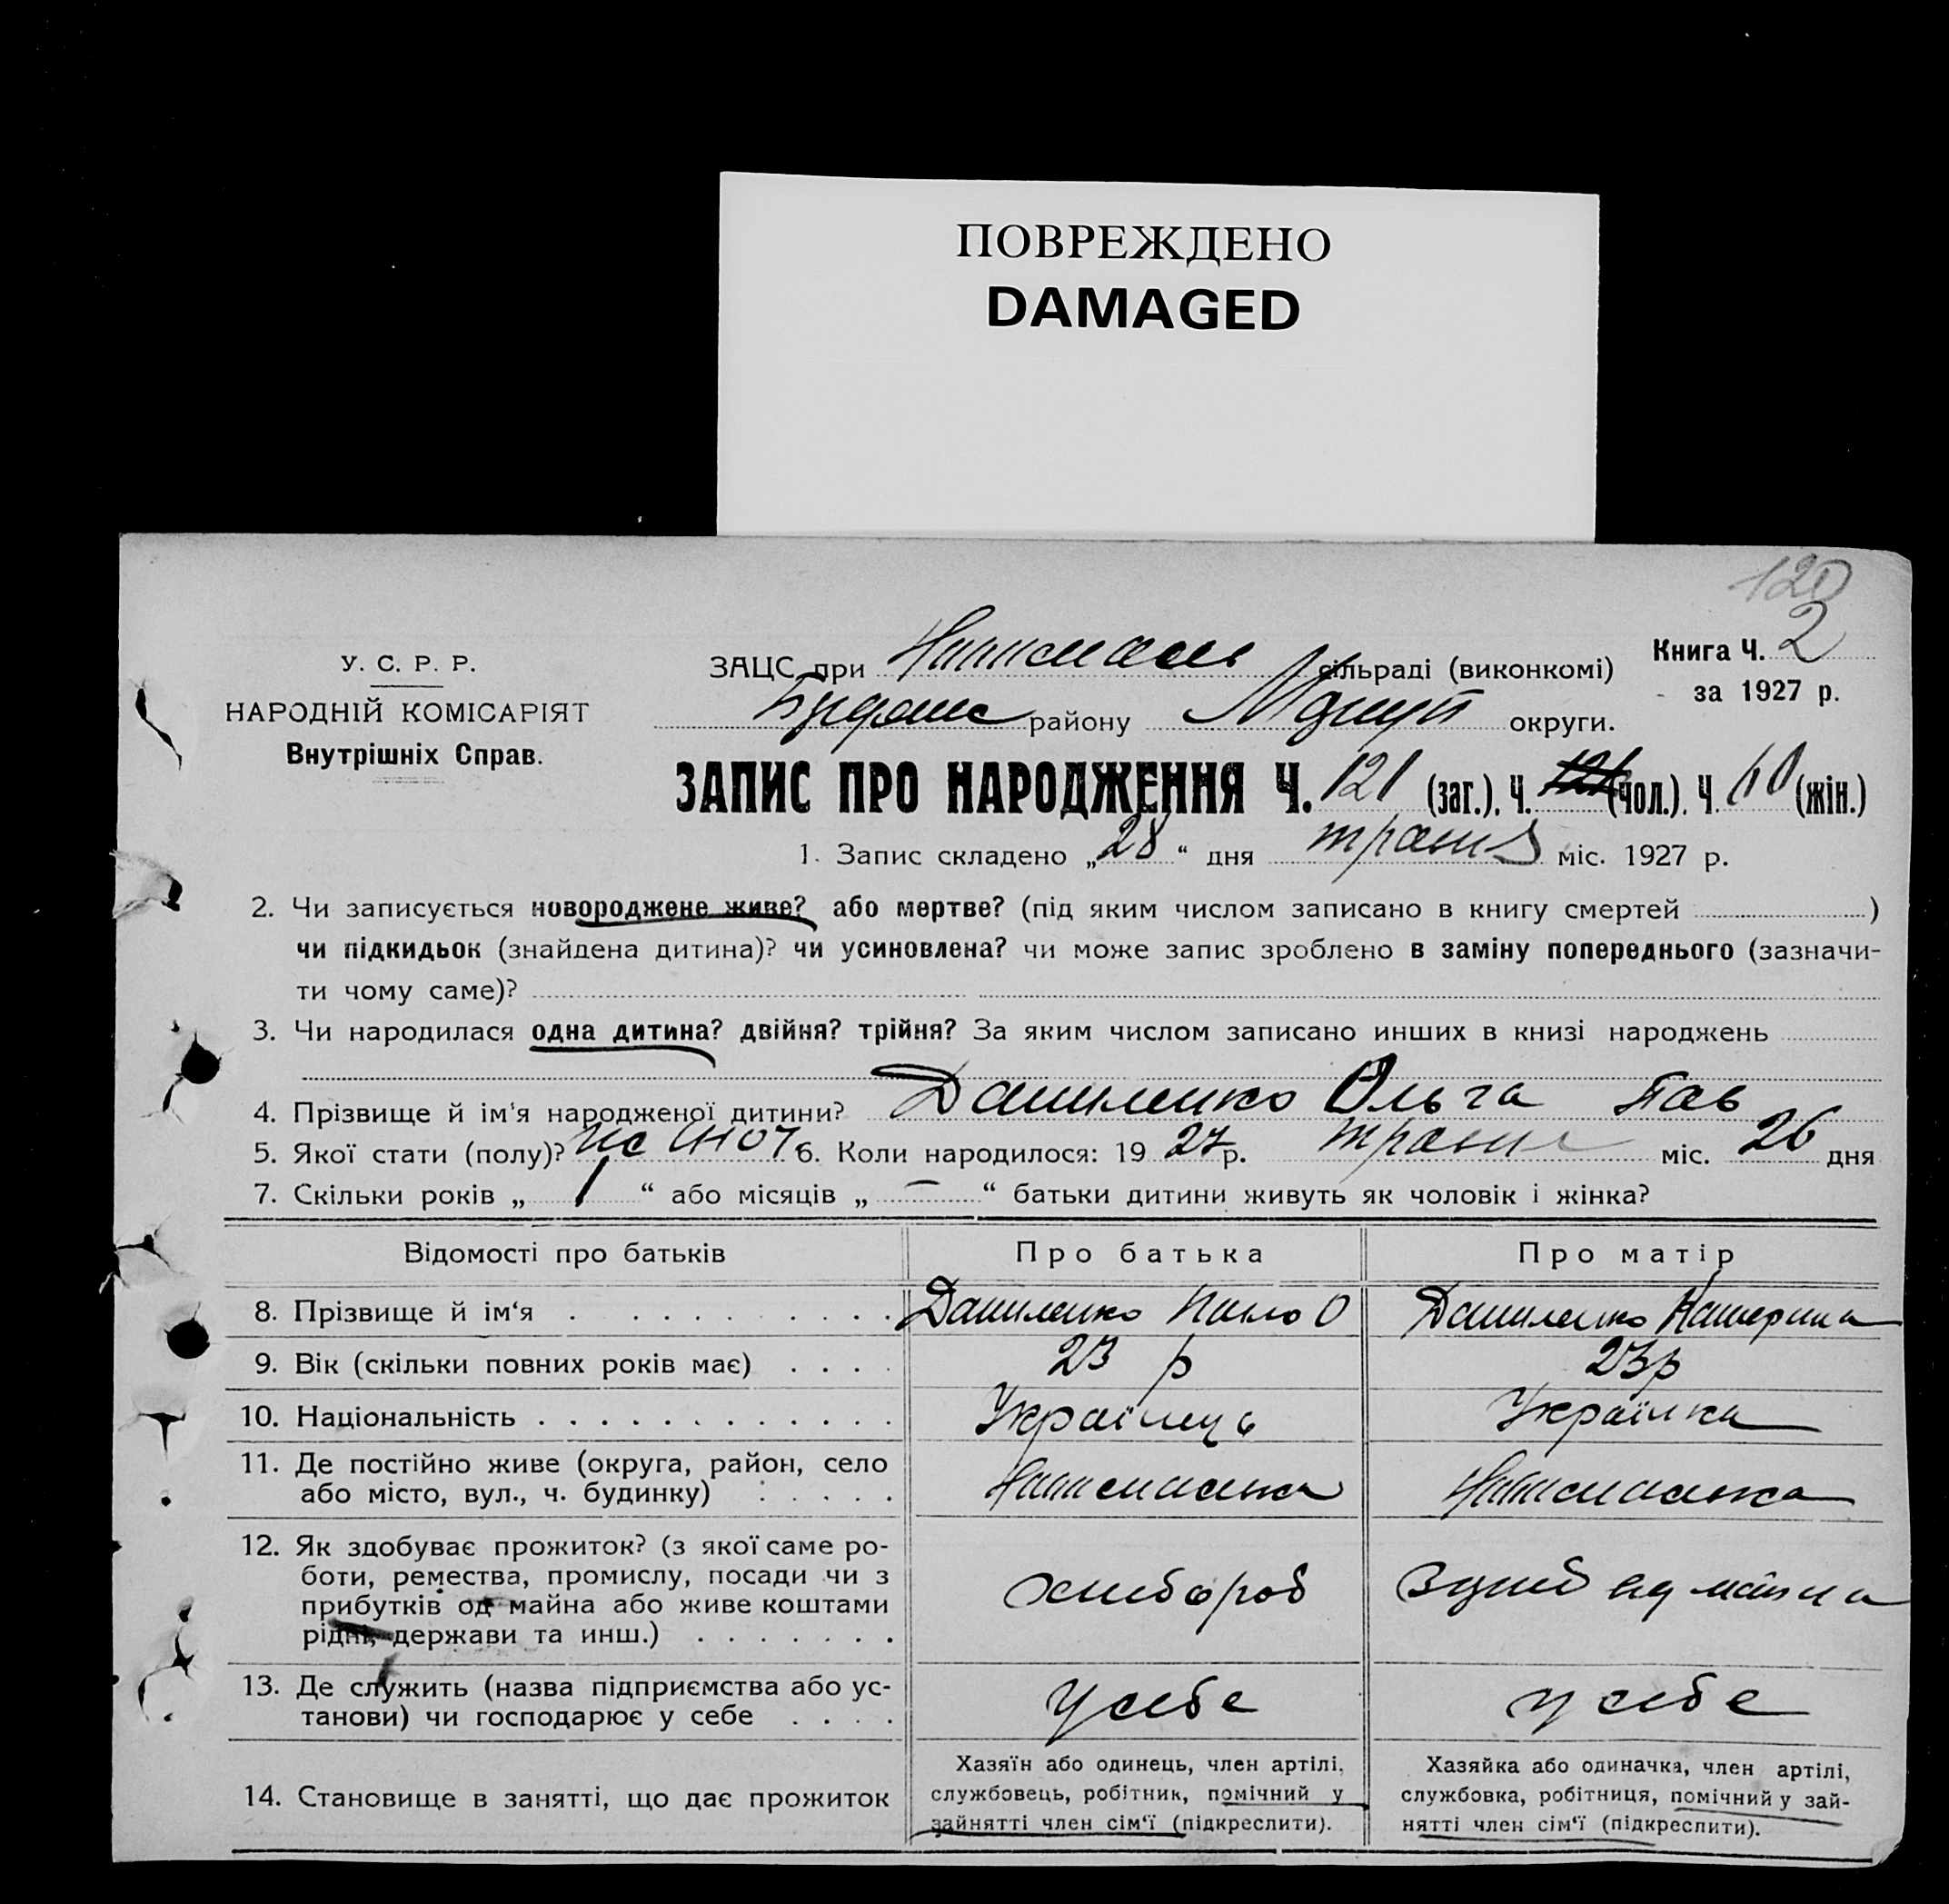 ПОВРЕЖДЕНО
DAMAGED
120
У. С. Р. Р.
НАРОДНІЙ КОМІСАРІЯТ
Внутрішніх Справ.
ЗАЦС при сільраді (виконкомі)
Книга Ч. 2
за 1927 р.
району округи.
ЗАПИС ПРО НАРОДЖЕННЯ Ч. 121 (заг.). Ч. 121 (чол.). Ч. 60 (жін.)
1. Запис складено „28“ дня травня міс. 1927 р.
2. Чи записується новороджене живе? або мертве? (під яким числом записано в книгу смертей )
чи підкидьок (знайдена дитина)? чи усиновлена? чи може запис зроблено в заміну попереднього (зазначи-
ти чому саме)?
3. Чи народилася одна дитина? двійня? трійня? За яким числом записано инших в книзі народжень
4. Прізвище й ім'я народженої дитини? Даниленко Ольга Пав
5. Якої стати (полу)? 6. Коли народилося: 1927 р. травня міс. 26 дня
7. Скільки років „1“ або місяців „—“ батьки дитини живуть як чоловік і жінка?
Відомості про батьків Про батька Про матір
8. Прізвище й ім‘я Даниленко Павло О Даниленко Катерина
9. Вік (скільки повних років має) 23 р 23р
10. Національність Українець Українка
11. Де постійно живе (округа, район, село
або місто, вул., ч. будинку)
12. Як здобуває прожиток? (з якої саме ро-
боти, ремества, промислу, посади чи з
прибутків од майна або живе коштами
рідні, держави та инш.)
хлібороб
13. Де служить (назва підприємства або ус-
танови) чи господарює у себе
у себе у себе
14. Становище в занятті, що дає прожиток
Хазяїн або одинець, член артілі,
службовець, робітник, помічний у
зайнятті член сім‘ї (підкреслити).
Хазяйка або одиначка, член артілі,
службовка, робітниця, помічний у зай-
нятті член сім‘ї (підкреслити).